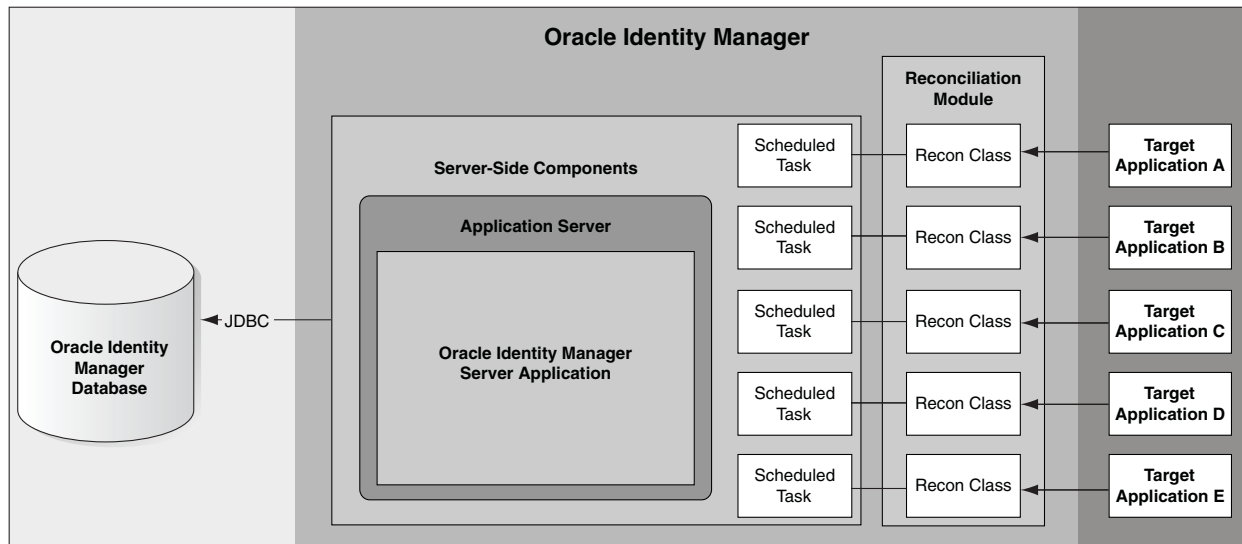 Oracle Identity Manager
Reconciliation
Module
Server-Side Components
Application Server
Oracle Identity Manager
Server Application
JDBC
Oracle Identity
Manager
Database
Scheduled
Task
Recon Class
Target
Application A
Scheduled
Task
Recon Class
Target
Application B
Scheduled
Task
Recon Class
Target
Application C
Scheduled
Task
Recon Class
Target
Application D
Scheduled
Task
Recon Class
Target
Application E